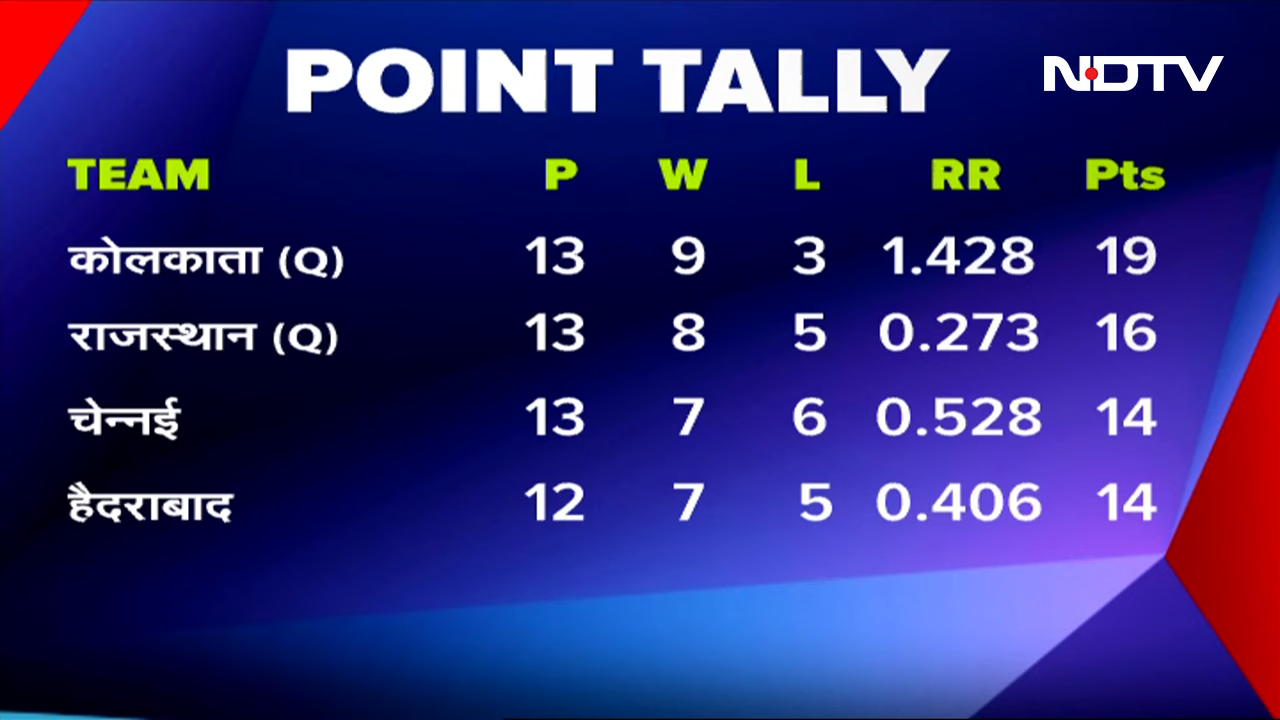 POINT TALLY
NDTV
TEAM P W L RR Pts
कोलकाता (Q) 13 9 3 1.428 19
राजस्थान (Q) 13 8 5 0.273 16
चेन्नई 13 7 6 0.528 14
हैदराबाद 12 7 5 0.406 14